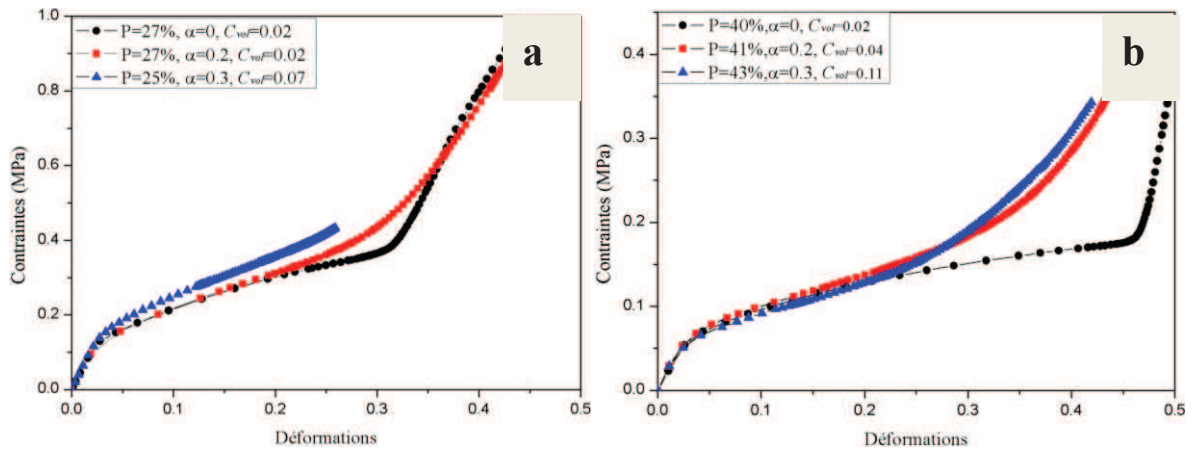 P=27%, α=0, Cvol=0.02
P=27%, α=0.2, Cvol=0.02
P=25%, α=0.3, Cvol=0.07
a
1.0
0.8
0.6
0.4
0.2
0.0
Contraintes (MPa)
0.0 0.1 0.2 0.3 0.4 0.5
Déformations
P=40%, α=0, Cvol=0.02
P=41%,α=0.2, Cvol=0.04
P=43%,α=0.3, Cvol=0.11
b
0.4
0.3
0.2
0.1
0.0
Contraintes (MPa)
0.0 0.1 0.2 0.3 0.4 0.5
Déformations